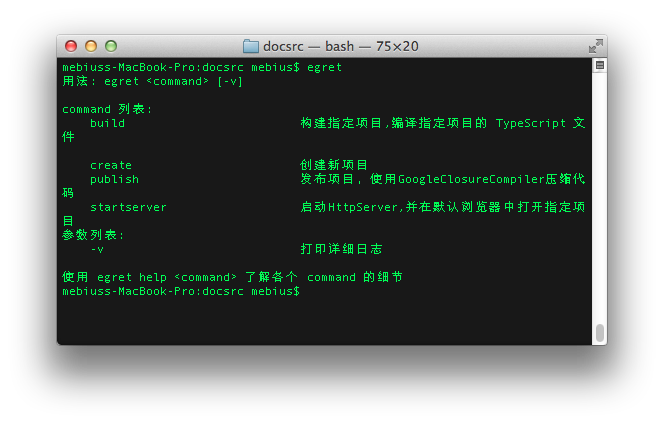 docsrc — bash — 75×20
mebiuss-MacBook-Pro:docsrc mebius$ egret
用法: egret <command> [-v]
command 列表:
build 构建指定项目,编译指定项目的 TypeScript 文
件
create 创建新项目
publish 发布项目, 使用GoogleClosureCompiler压缩代
码
startserver 启动HttpServer,并在默认浏览器中打开指定项
目
参数列表:
-v 打印详细日志
使用 egret help <command> 了解各个 command 的细节
mebiuss-MacBook-Pro:docsrc mebius$